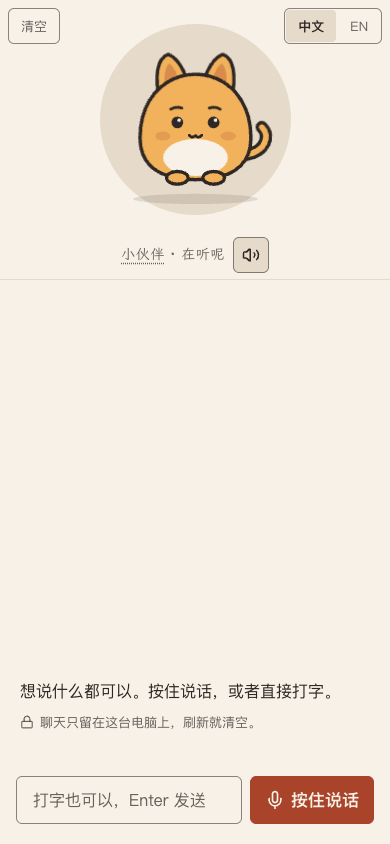 清空
中文 EN
小伙伴 · 在听呢
想说什么都可以。按住说话，或者直接打字。
聊天只留在这台电脑上，刷新就清空。
打字也可以，Enter 发送
按住说话